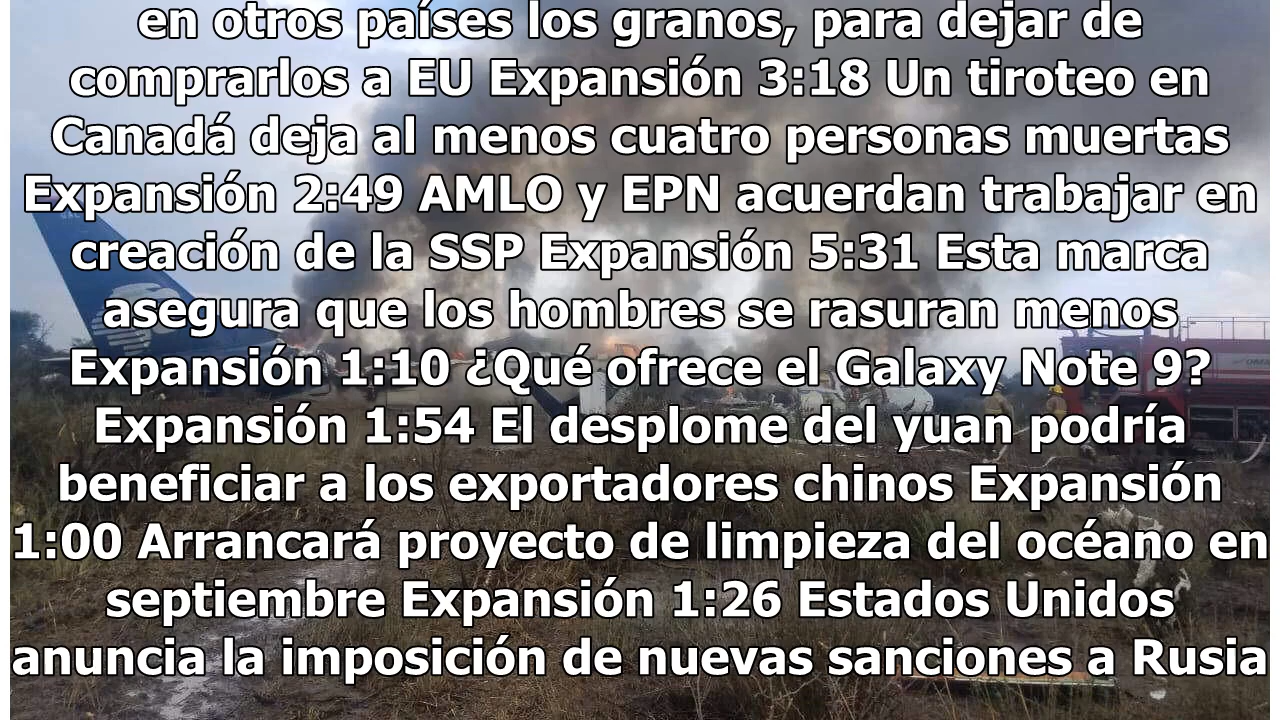 en otros países los granos, para dejar de
comprarlos a EU Expansión 3:18 Un tiroteo en
Canadá deja al menos cuatro personas muertas
Expansión 2:49 AMLO y EPN acuerdan trabajar en
creación de la SSP Expansión 5:31 Esta marca
asegura que los hombres se rasuran menos
Expansión 1:10 ¿Qué ofrece el Galaxy Note 9?
Expansión 1:54 El desplome del yuan podría
beneficiar a los exportadores chinos Expansión
1:00 Arrancará proyecto de limpieza del océano en
septiembre Expansión 1:26 Estados Unidos
anuncia la imposición de nuevas sanciones a Rusia